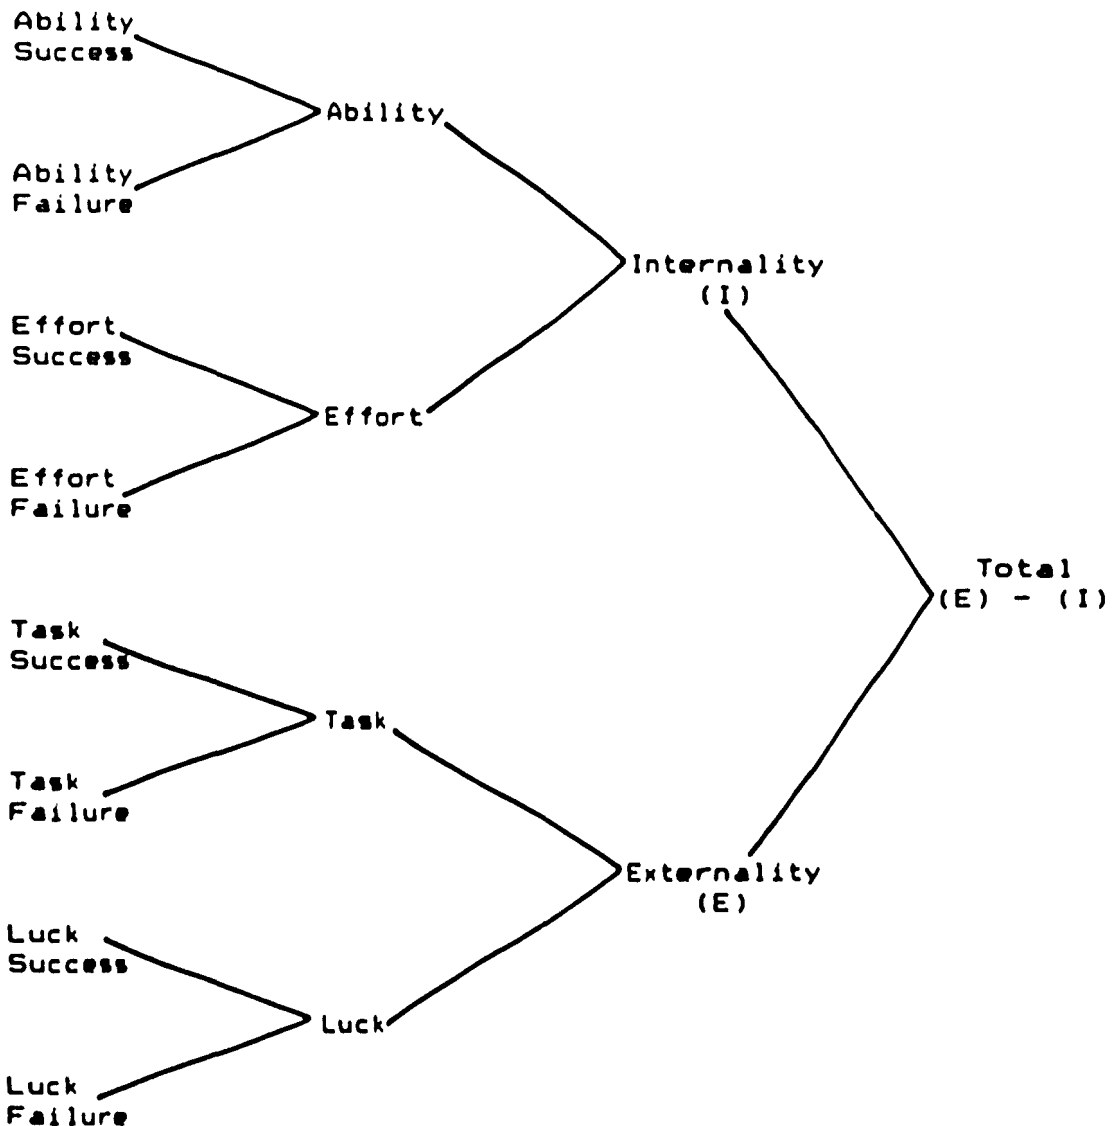 Ability
Success
Ability
Ability
Failure
Internality
(I)
Effort
Success
Effort
Effort
Failure
Total
(E) - (I)
Task
Success
Task
Task
Failure
Externality
(E)
Luck
Success
Luck
Luck
Failure